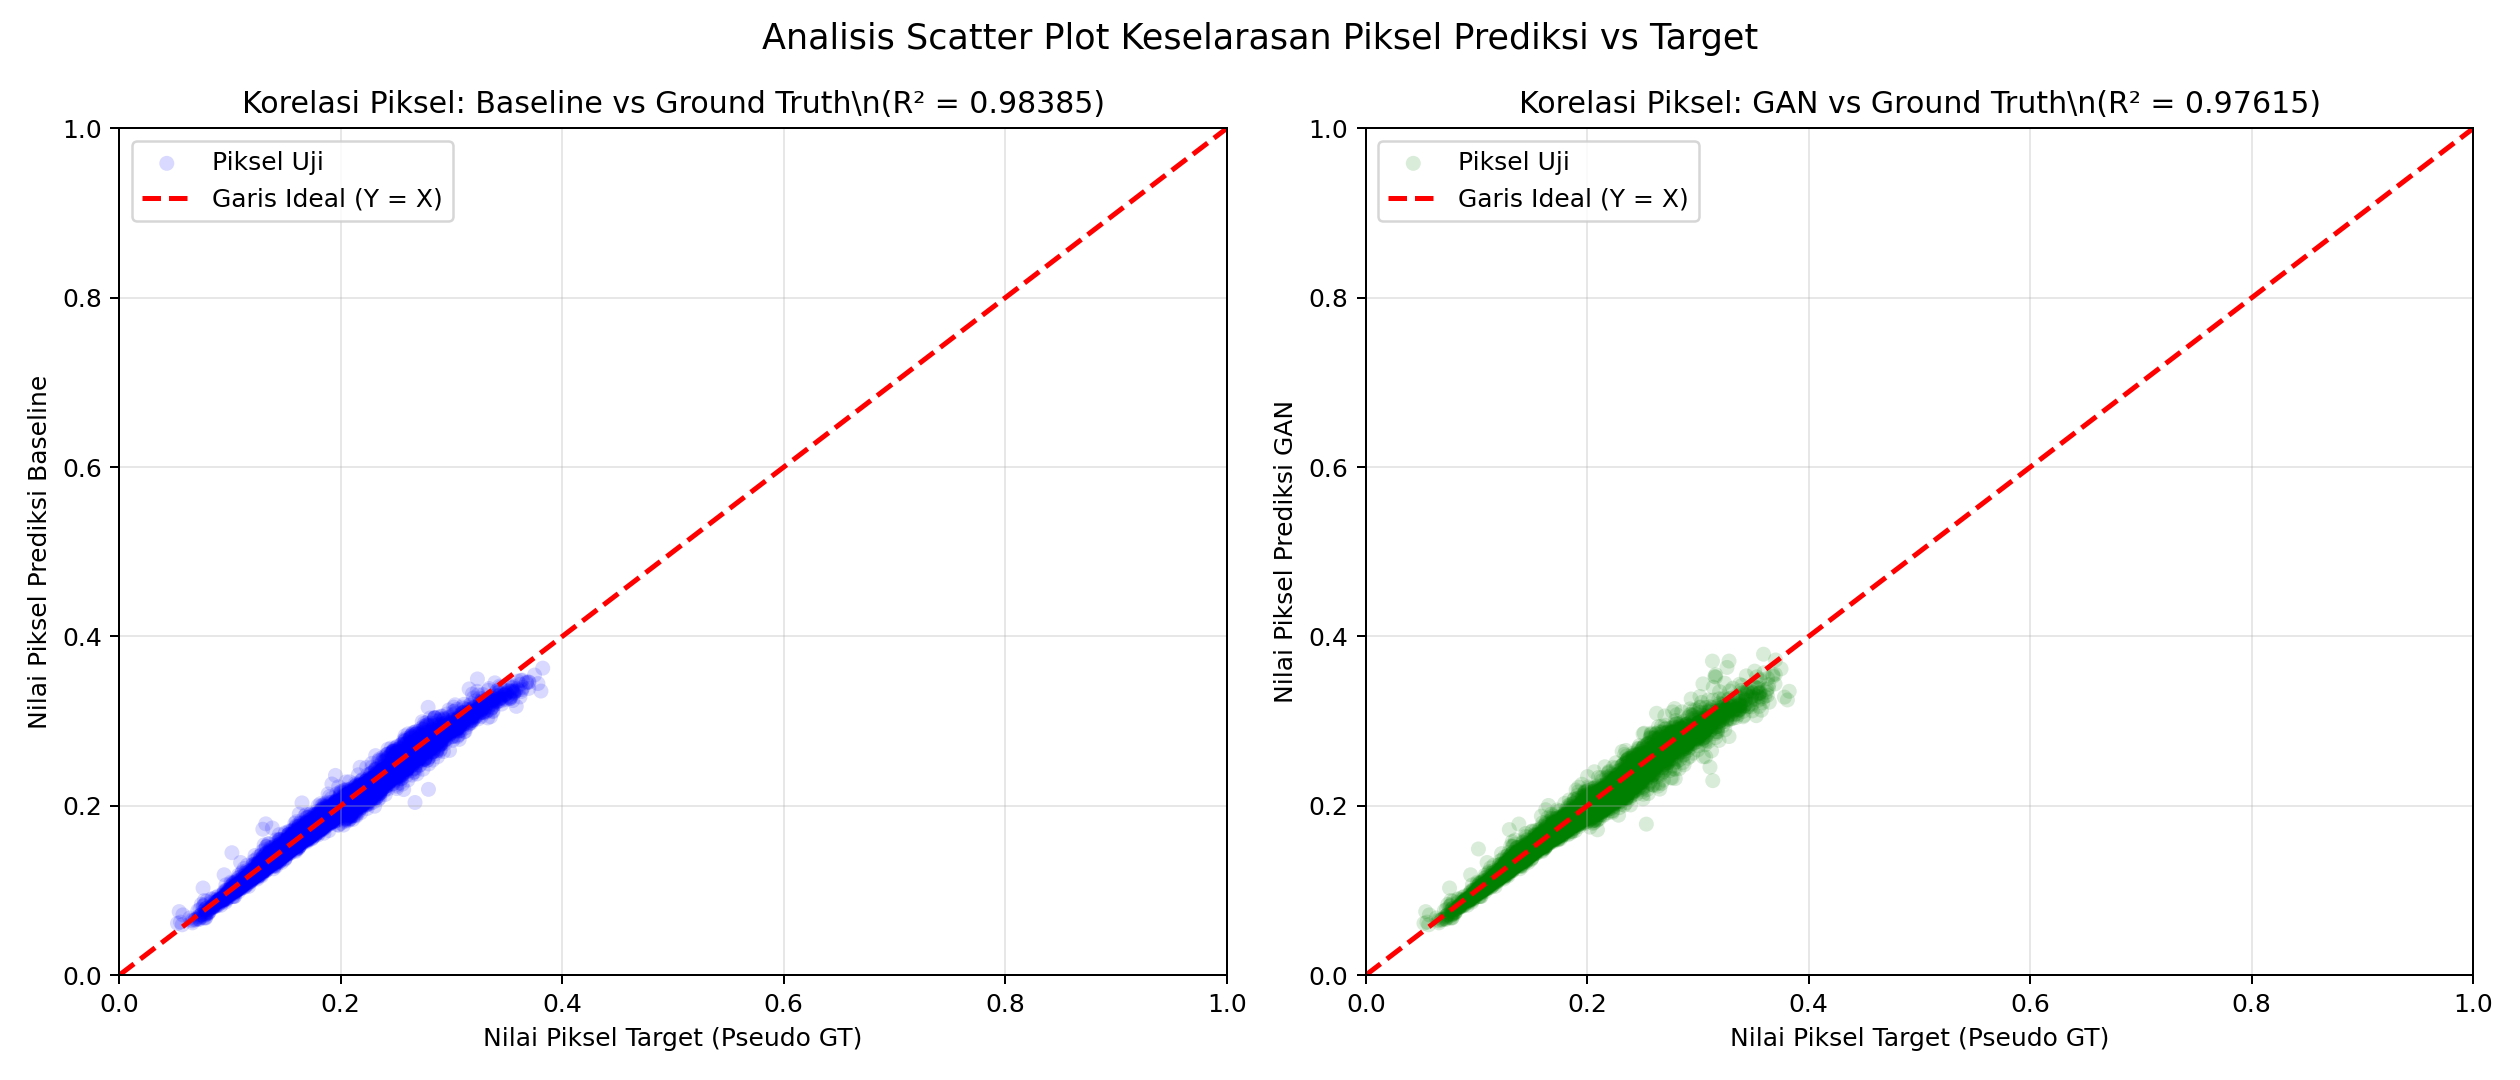 Analisis Scatter Plot Keselarasan Piksel Prediksi vs Target
Korelasi Piksel: Baseline vs Ground Truth\n(R² = 0.98385)
Piksel Uji
Garis Ideal (Y = X)
Nilai Piksel Prediksi Baseline
1.0
0.8
0.6
0.4
0.2
0.0
0.0 0.2 0.4 0.6 0.8 1.0
Nilai Piksel Target (Pseudo GT)
Korelasi Piksel: GAN vs Ground Truth\n(R² = 0.97615)
Piksel Uji
Garis Ideal (Y = X)
Nilai Piksel Prediksi GAN
1.0
0.8
0.6
0.4
0.2
0.0
0.0 0.2 0.4 0.6 0.8 1.0
Nilai Piksel Target (Pseudo GT)